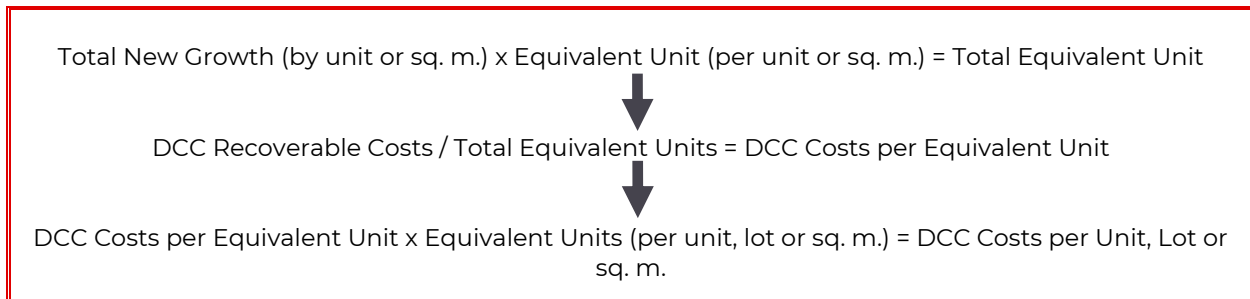 Total New Growth (by unit or sq. m.) x Equivalent Unit (per unit or sq. m.) = Total Equivalent Unit
DCC Recoverable Costs / Total Equivalent Units = DCC Costs per Equivalent Unit
DCC Costs per Equivalent Unit x Equivalent Units (per unit, lot or sq. m.) = DCC Costs per Unit, Lot or
sq. m.